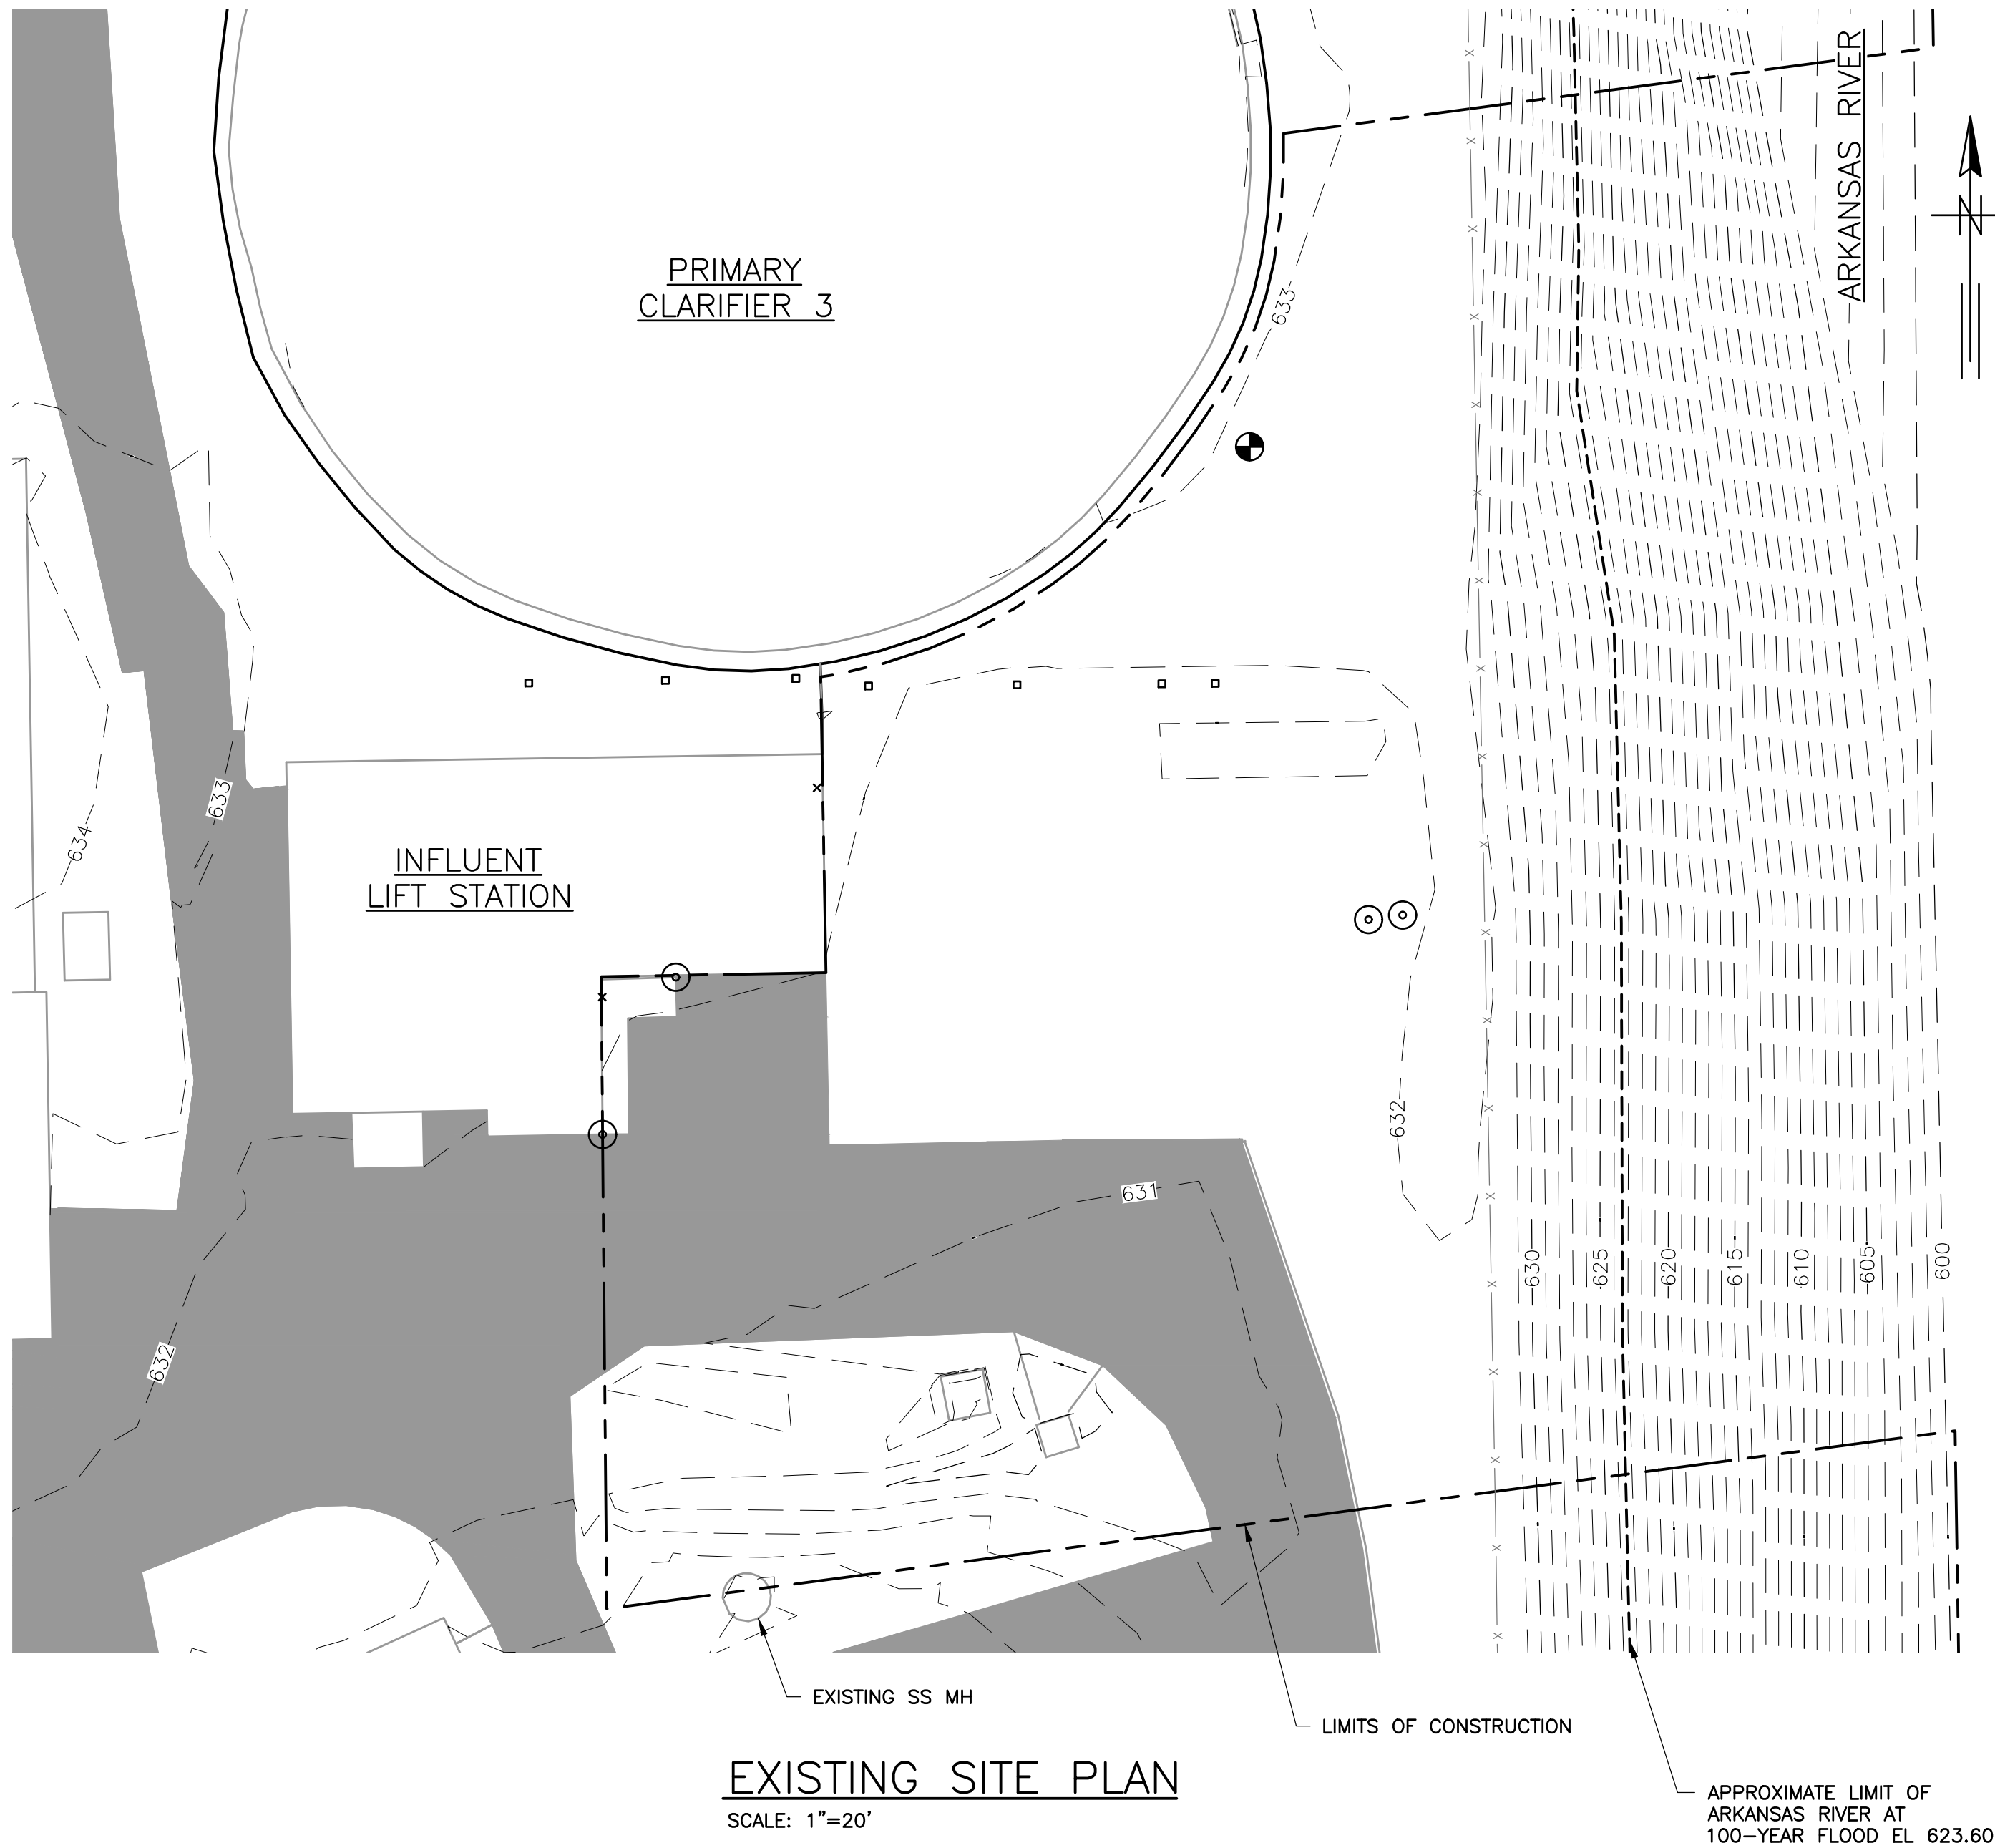 ARKANSAS RIVER
N
PRIMARY
CLARIFIER 3
633
633
634
INFLUENT
LIFT STATION
632
631
630
625
620
615
610
605
600
632
EXISTING SS MH
LIMITS OF CONSTRUCTION
EXISTING SITE PLAN
SCALE: 1"=20'
APPROXIMATE LIMIT OF
ARKANSAS RIVER AT
100-YEAR FLOOD EL 623.60